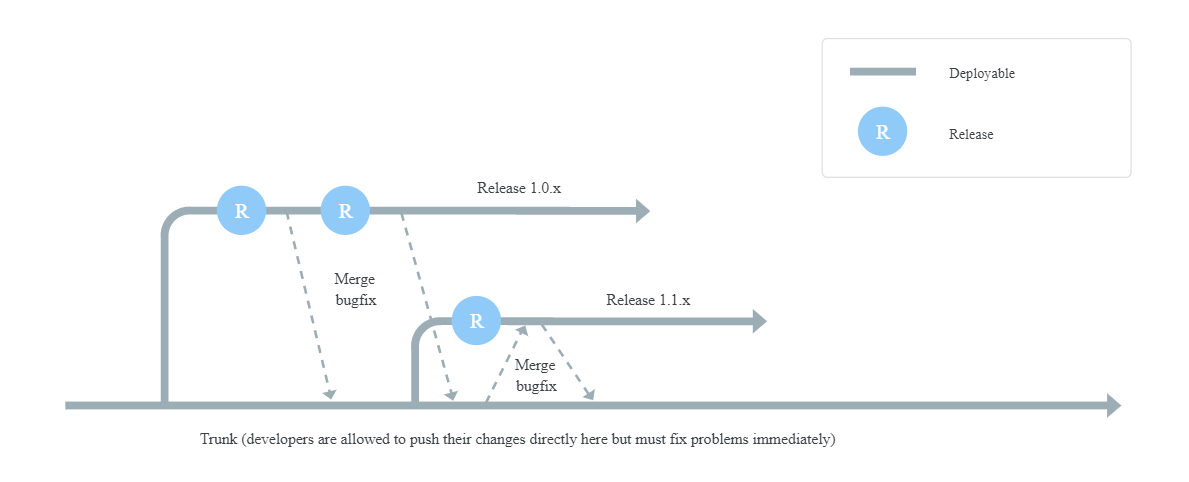 Deployable
R
Release
Release 1.0.x
R
R
Merge
bugfix
Release 1.1.x
R
Merge
bugfix
Trunk (developers are allowed to push their changes directly here but must fix problems immediately)